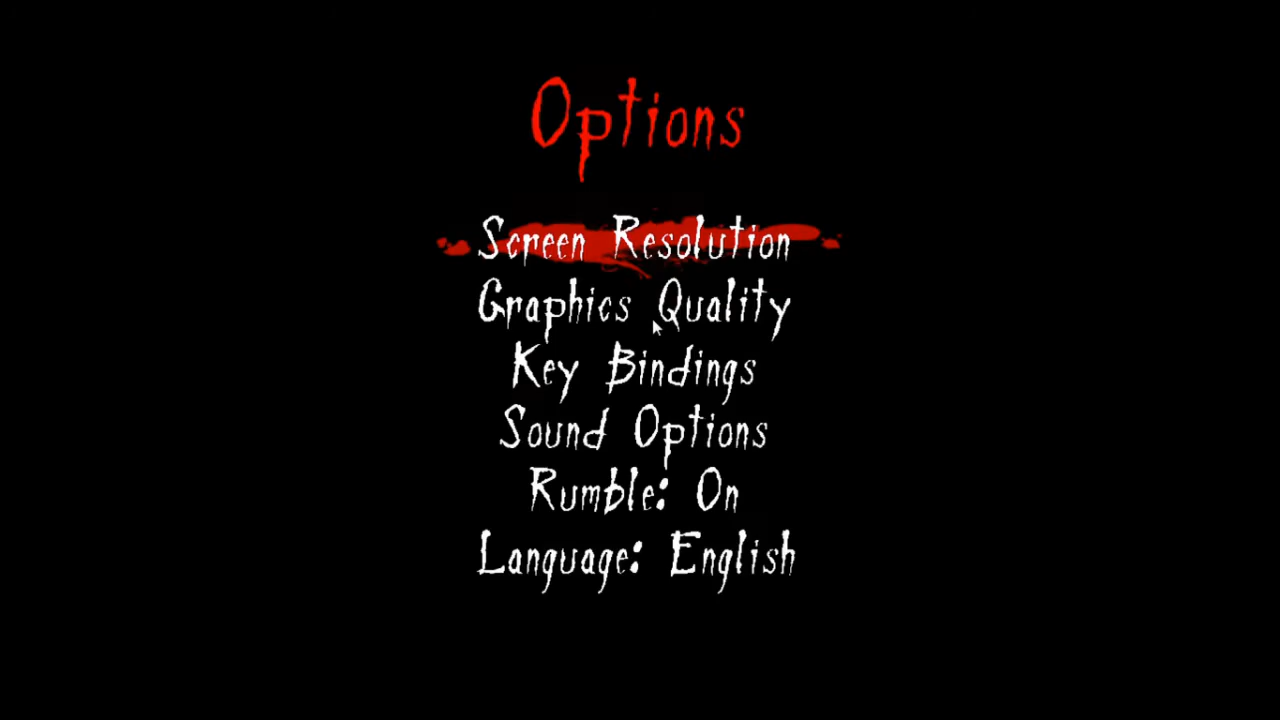 Options
Screen Resolution
Graphics Quality
Key Bindings
Sound Options
Rumble: On
Language: English